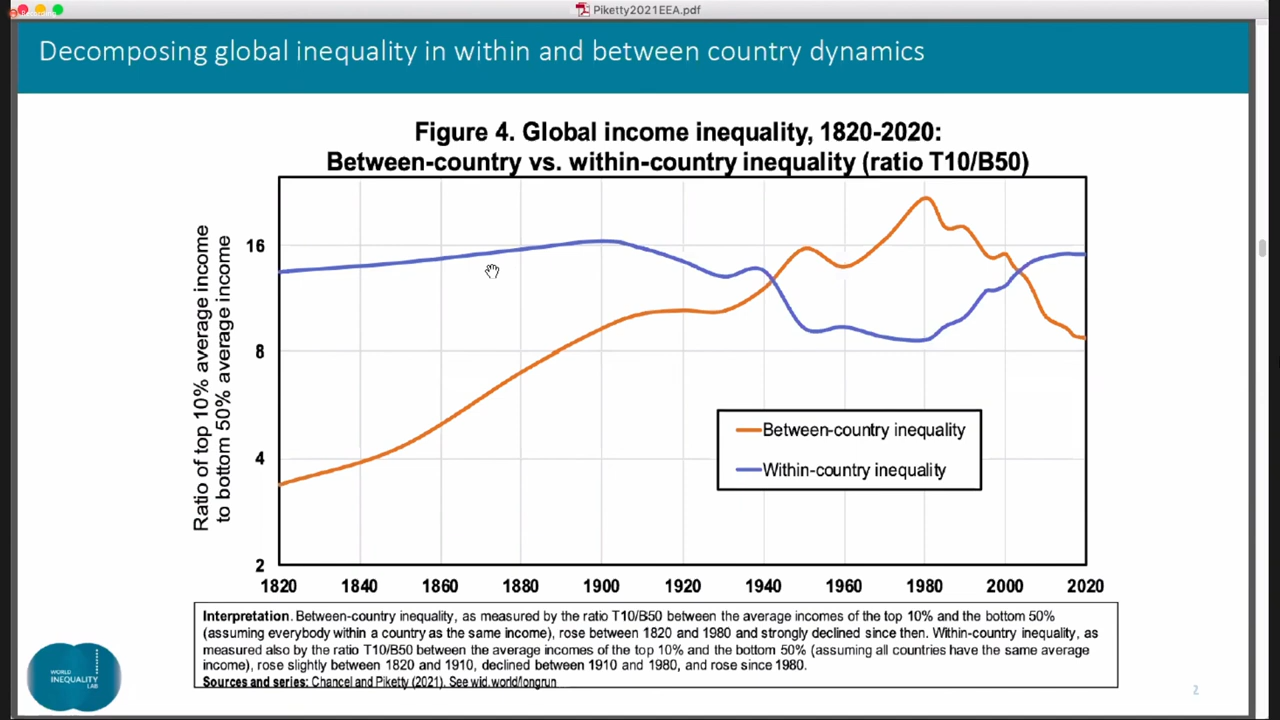 Piketty2021EEA.pdf
Decomposing global inequality in within and between country dynamics
Figure 4. Global income inequality, 1820-2020:
Between-country vs. within-country inequality (ratio T10/B50)
Ratio of top 10% average income
to bottom 50% average income
16
8
4
2
Between-country inequality
Within-country inequality
1820 1840 1860 1880 1900 1920 1940 1960 1980 2000 2020
Interpretation. Between-country inequality, as measured by the ratio T10/B50 between the average incomes of the top 10% and the bottom 50%
(assuming everybody within a country as the same income), rose between 1820 and 1980 and strongly declined since then. Within-country inequality, as
measured also by the ratio T10/B50 between the average incomes of the top 10% and the bottom 50% (assuming all countries have the same average
income), rose slightly between 1820 and 1910, declined between 1910 and 1980, and rose since 1980.
Sources and series: Chancel and Piketty (2021). See wid.world/longrun
WORLD
INEQUALITY
LAB
2